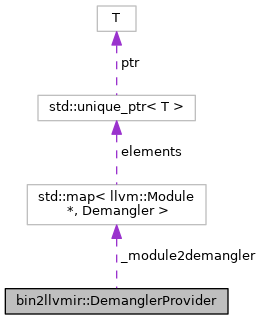 T
ptr
std::unique_ptr< T >
elements
std::map< llvm::Module
*, Demangler >
_module2demangler
bin2llvmir::DemanglerProvider